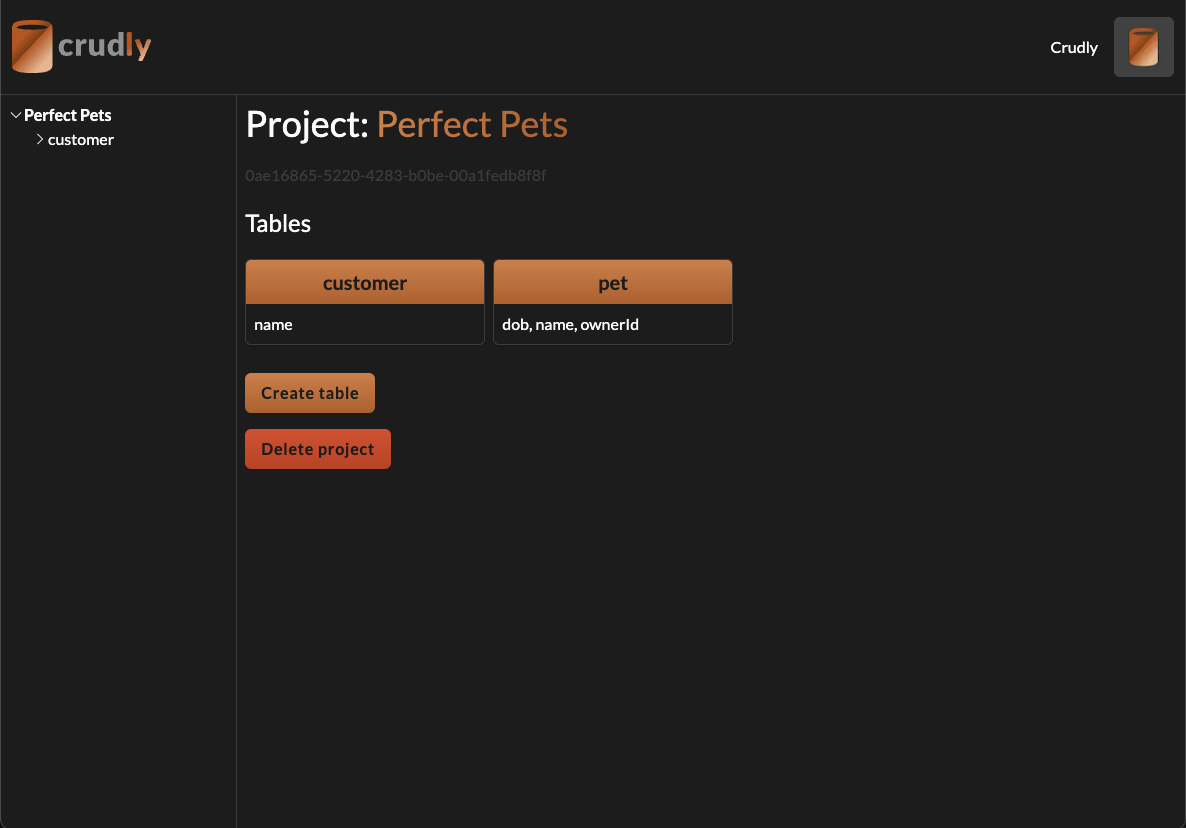 crudly
Crudly
Perfect Pets
customer
Project: Perfect Pets
0ae16865-5220-4283-b0be-00a1fedb8f8f
Tables
customer
pet
name
dob, name, ownerId
Create table
Delete project